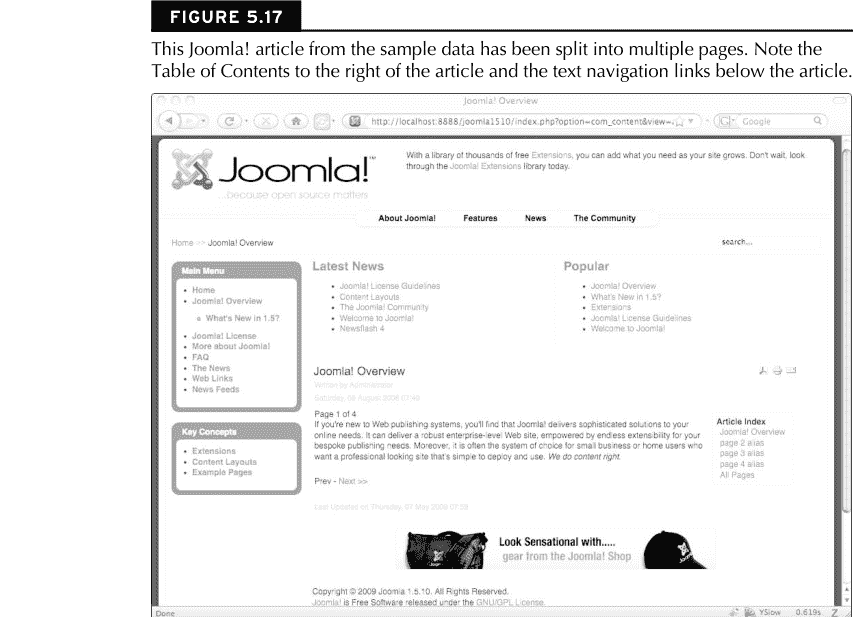 FIGURE 5.17
This Joomla! article from the sample data has been split into multiple pages. Note the
Table of Contents to the right of the article and the text navigation links below the article.
Joomla! Overview
http://localhost:8888/joomla1510/index.php?option=com_content&view=
Google
Joomla!™
...because open source matters
With a library of thousands of free Extensions, you can add what you need as your site grows. Don't wait, look
through the Joomla! Extensions library today.
About Joomla! Features News The Community
Home >> Joomla! Overview
search...
Main Menu
Home
Joomla! Overview
What's New in 1.5?
Joomla! License
More about Joomla!
FAQ
The News
Web Links
News Feeds
Key Concepts
Extensions
Content Layouts
Example Pages
Latest News
Joomla! License Guidelines
Content Layouts
The Joomla! Community
Welcome to Joomla!
Newsflash 4
Popular
Joomla! Overview
What's New in 1.5?
Extensions
Joomla! License Guidelines
Welcome to Joomla!
Joomla! Overview
Written by Administrator
Saturday, 09 August 2008 07:49
Page 1 of 4
If you're new to Web publishing systems, you'll find that Joomla! delivers sophisticated solutions to your
online needs. It can deliver a robust enterprise-level Web site, empowered by endless extensibility for your
bespoke publishing needs. Moreover, it is often the system of choice for small business or home users who
want a professional looking site that's simple to deploy and use. We do content right.
Prev - Next >>
Last Updated on Thursday, 07 May 2009
Article Index
Joomla! Overview
page 2 alias
page 3 alias
page 4 alias
All Pages
Look Sensational with.....
gear from the Joomla! Shop
Copyright © 2009 Joomla 1.5.10. All Rights Reserved.
Joomla! is Free Software released under the GNU/GPL License.
Done
YSlow 0.619s